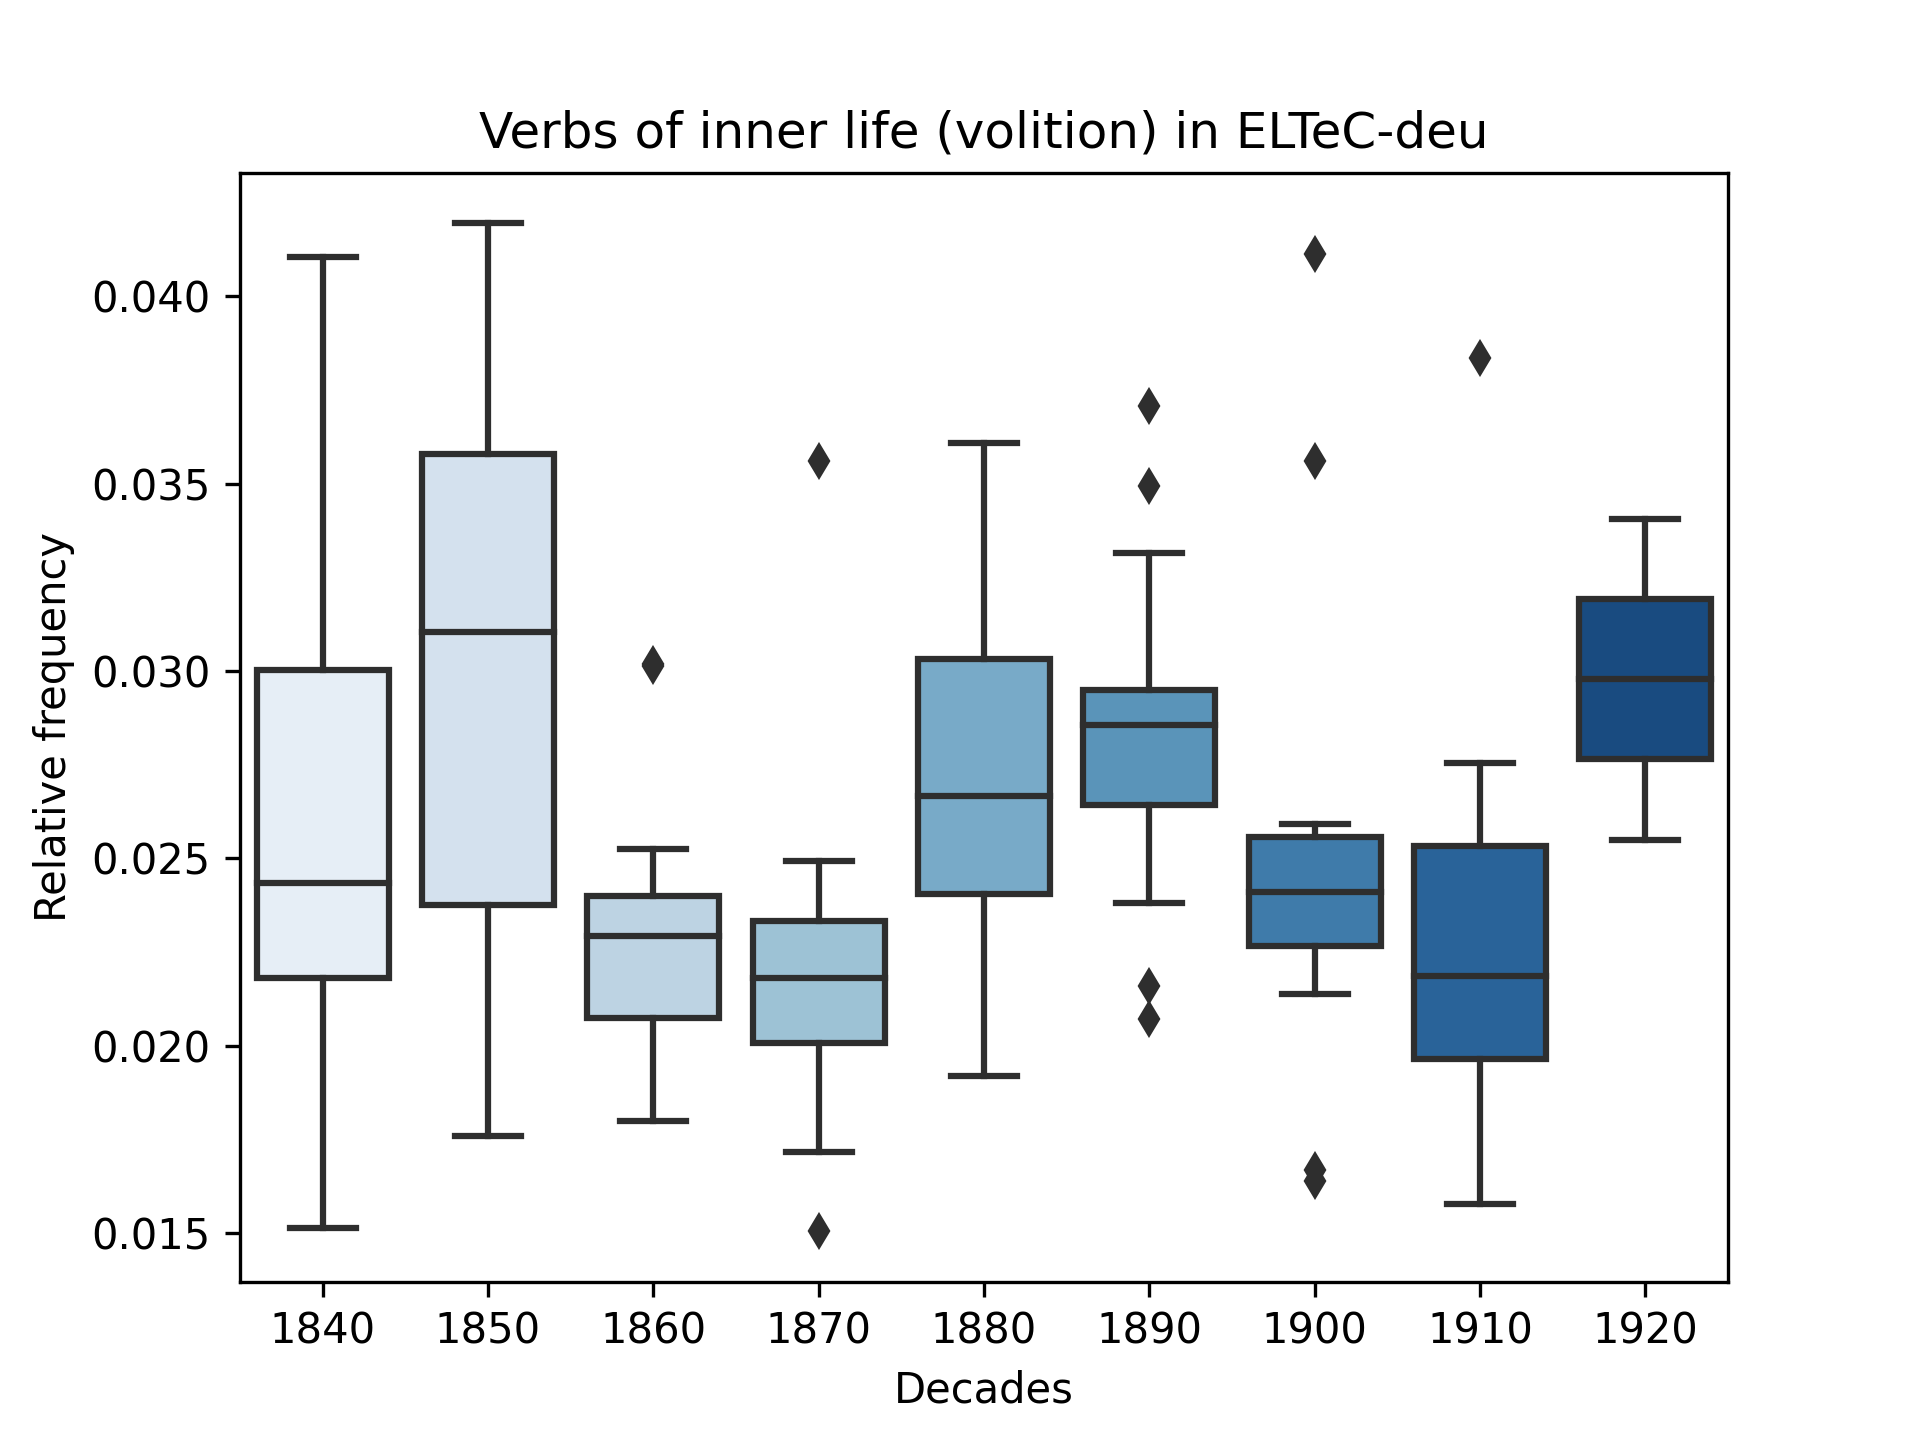 Verbs of inner life (volition) in ELTeC-deu
Relative frequency
0.040
0.035
0.030
0.025
0.020
0.015
1840 1850 1860 1870 1880 1890 1900 1910 1920
Decades